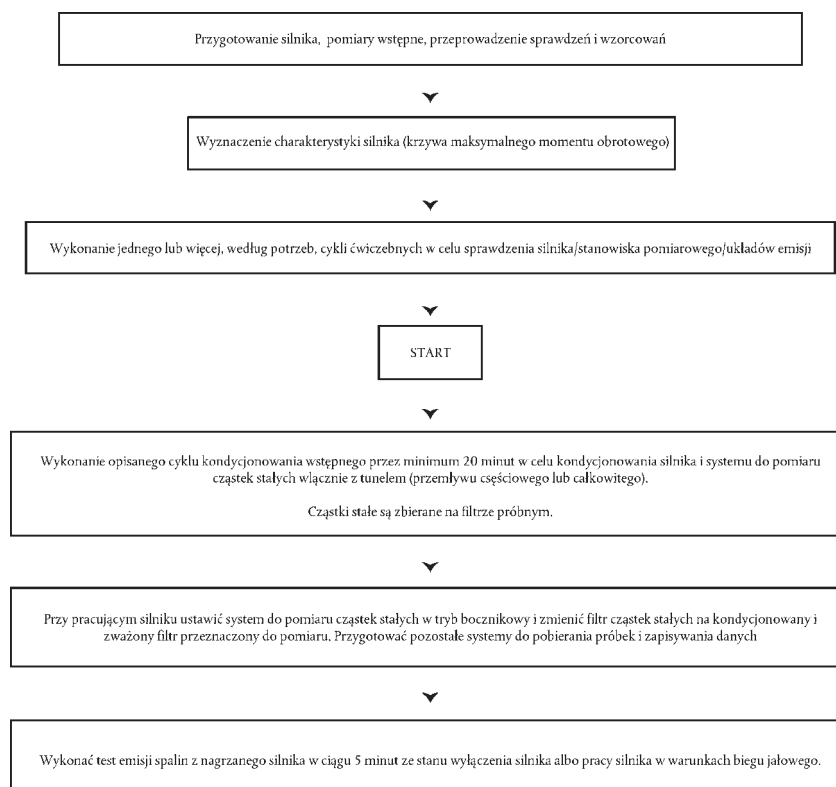 Przygotowanie silnika, pomiary wstępne, przeprowadzenie sprawdzeń i wzorcowań
Wyznaczenie charakterystyki silnika (krzywa maksymalnego momentu obrotowego)
Wykonanie jednego lub więcej, według potrzeb, cykli ćwiczebnych w celu sprawdzenia silnika/stanowiska pomiarowego/układów emisji
START
Wykonanie opisanego cyklu kondycjonowania wstępnego przez minimum 20 minut w celu kondycjonowania silnika i systemu do pomiaru
cząstek stałych włącznie z tunelem (przemływu csęściowego lub całkowitego).
Cząstki stałe są zbierane na filtrze próbnym.
Przy pracującym silniku ustawić system do pomiaru cząstek stałych w tryb bocznikowy i zmienić filtr cząstek stałych na kondycjonowany i
zważony filtr przeznaczony do pomiaru. Przygotować pozostałe systemy do pobierania próbek i zapisywania danych
Wykonać test emisji spalin z nagrzanego silnika w ciągu 5 minut ze stanu wyłączenia silnika albo pracy silnika w warunkach biegu jałowego.